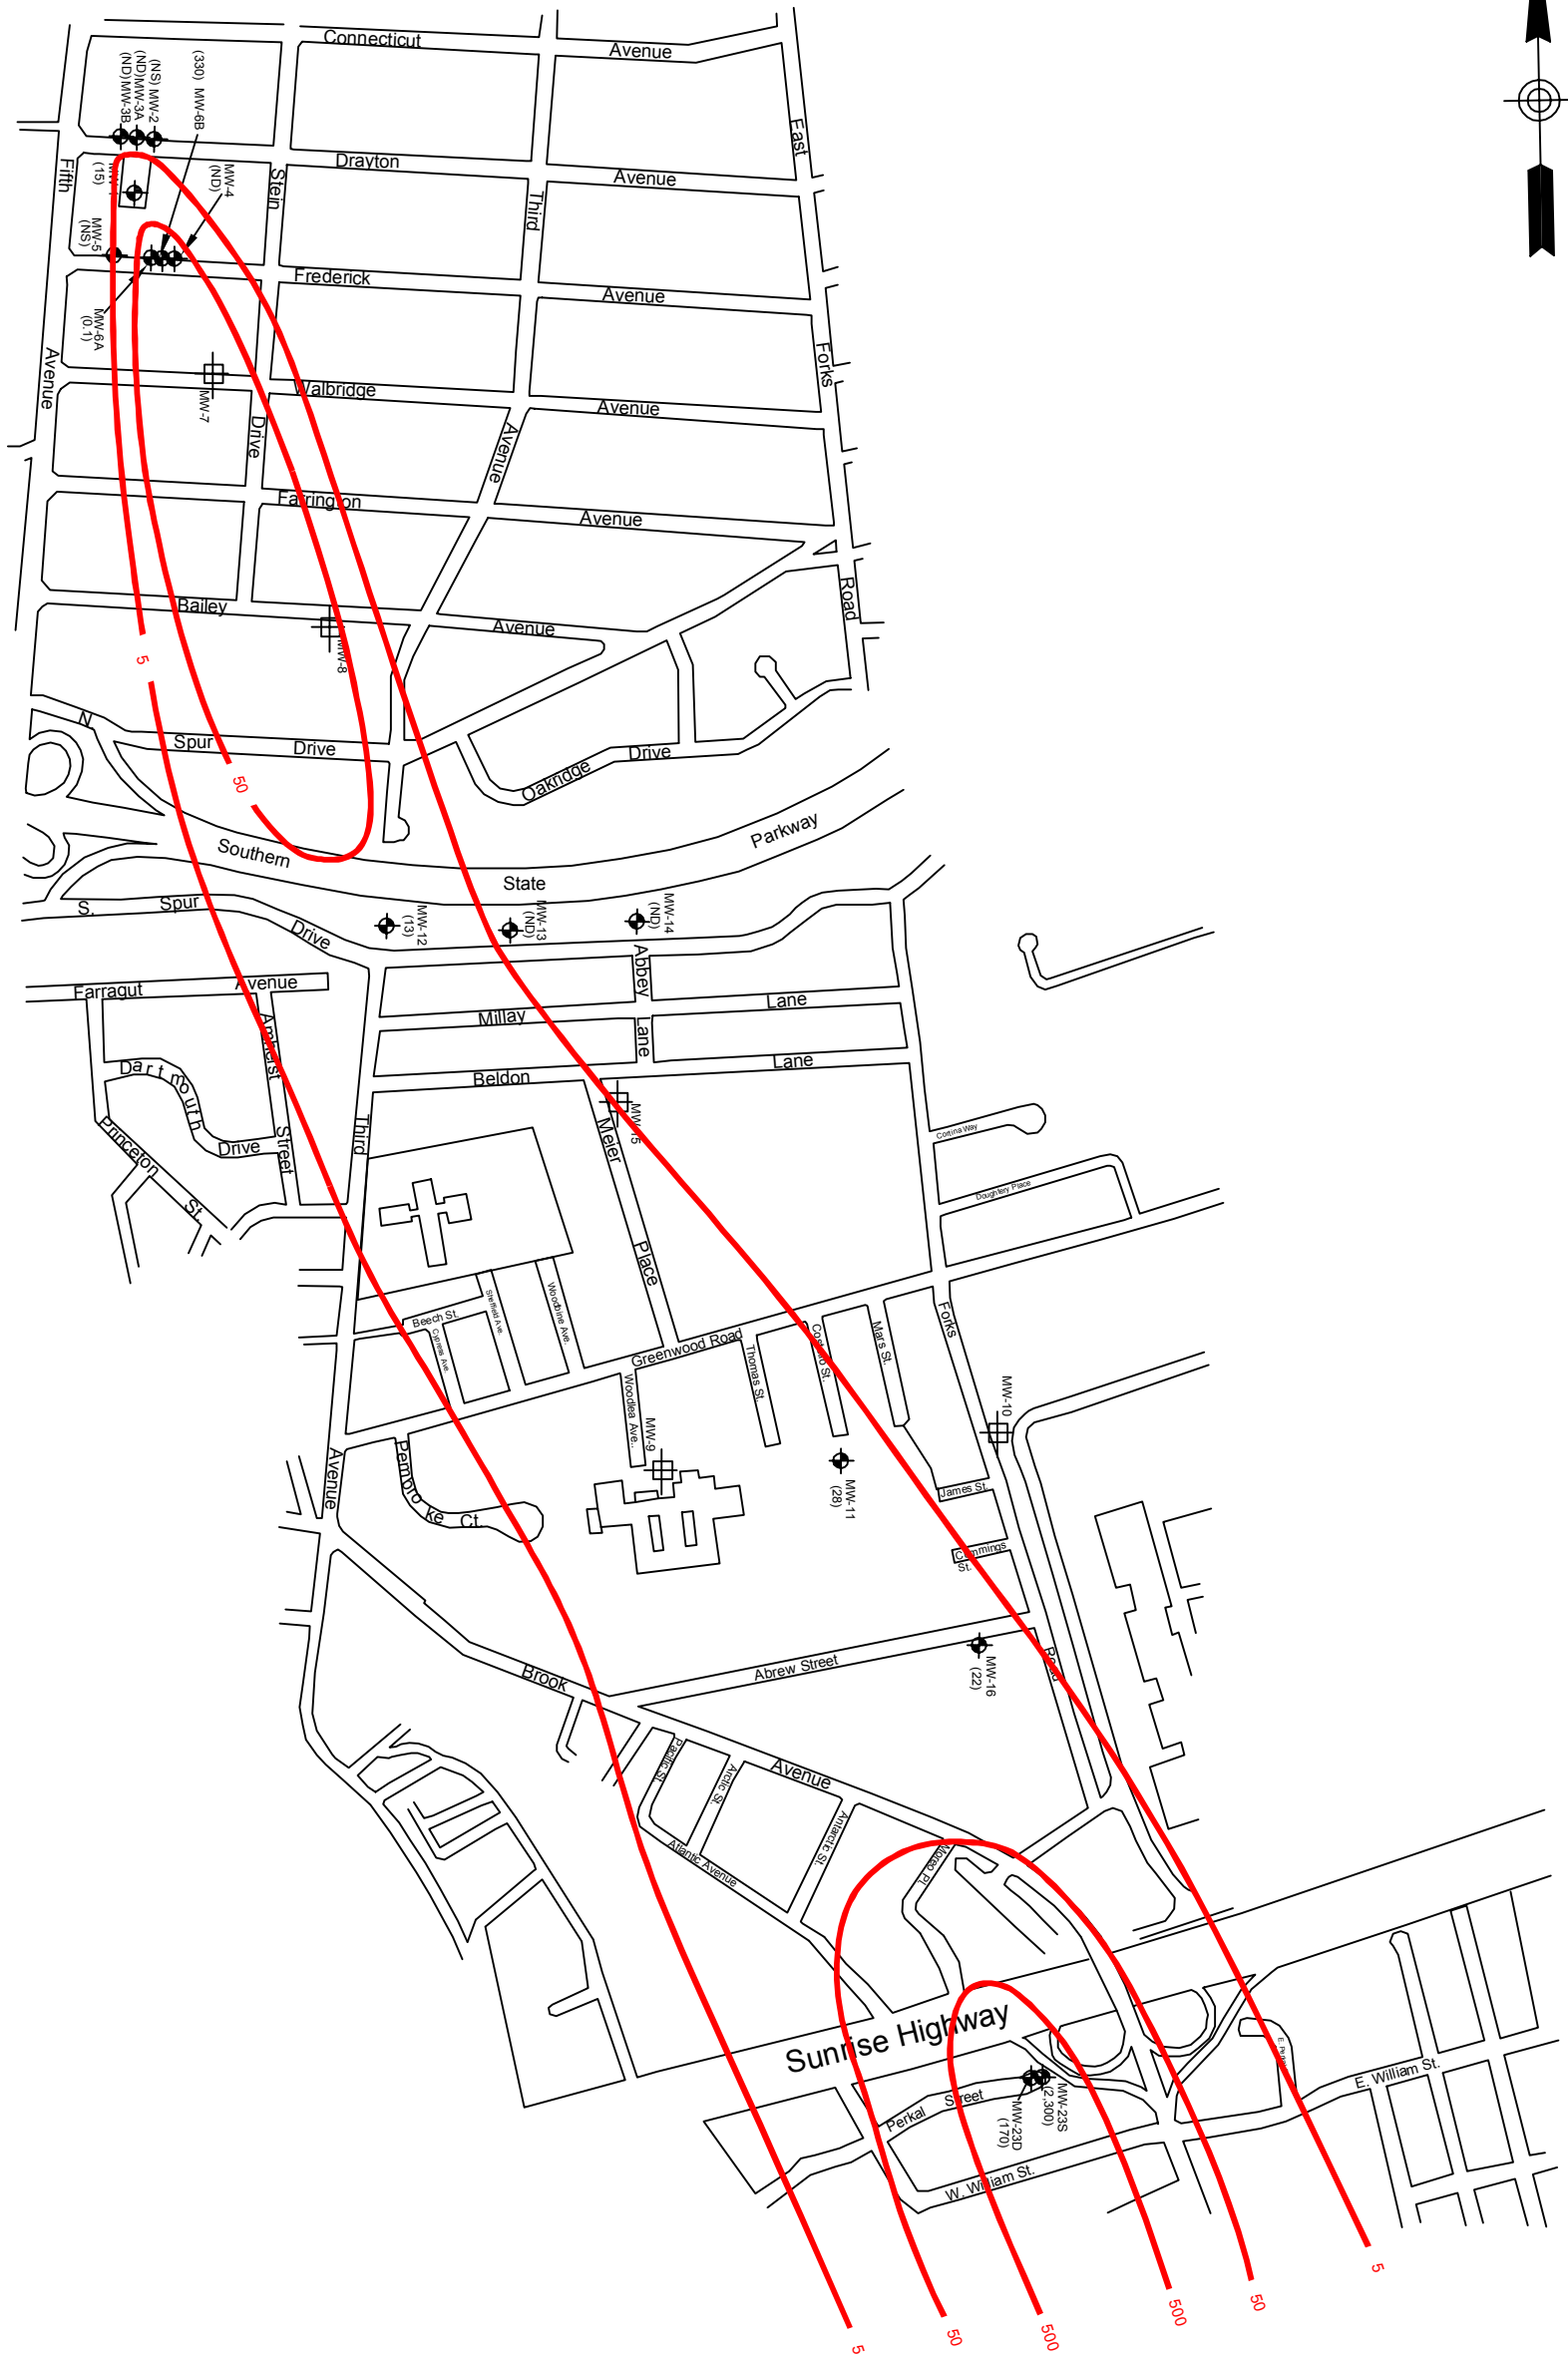 Connecticut
Avenue
East
(330) MW-6B
(NS) MW-2
(ND)MW-3A
(ND)MW-3B
Drayton
Avenue
Fifth
(15)
MW-4
(ND)
Stein
Third
MW-5
(NS)
Frederick
Avenue
MW-6A
(0.1)
Forks
Avenue
MW-7
Walbridge
Avenue
Drive
Avenue
Farrington
Avenue
Road
Bailey
Avenue
MW-8
5
N
Spur
Drive
Oakridge
Drive
50
Southern
State
Parkway
S.
Spur
Drive
MW-12
(13)
MW-13
(ND)
MW-14
(ND)
Abbey
Lane
Farragut
Avenue
Millay
Lane
Amherst
Street
Beldon
Lane
Dartmouth
Drive
Princeton
St.
Third
MW-15
Meier
Place
Cortina Way
Doughtery Place
Beech St.
Sheffield Ave.
Woodbine Ave.
Cypress Ave.
Greenwood Road
Thomas St.
Mars St.
Forks
Woodlea Ave..
MW-9
MW-10
MW-11
(28)
James St.
Avenue
Pembroke Ct.
Cummings
St.
Road
MW-16
(22)
Abrew Street
Brook
Avenue
Pacific St.
Arctic St.
Antarctic St.
Atlantic Avenue
Moreo Pl.
Sunrise Highway
Perkal Street
MW-23S
(2,300)
MW-23D
(170)
W. William St.
E. William St.
5
50
500
500
50
5